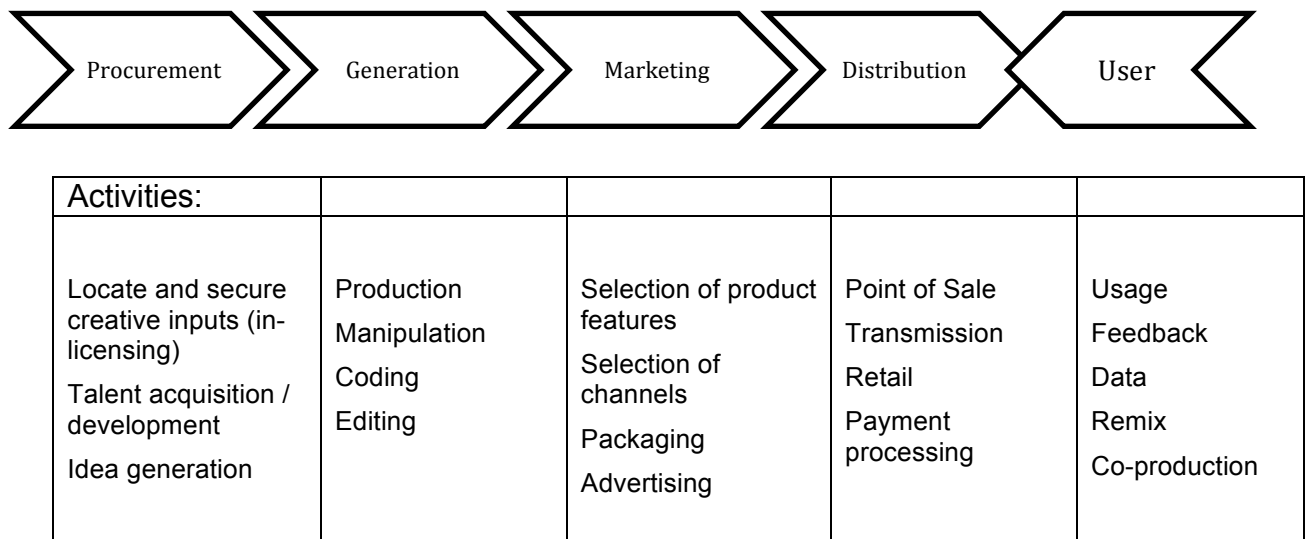 Procurement
Generation
Marketing
Distribution
User
Activities:
Locate and secure
creative inputs (in-
licensing)
Talent acquisition /
development
Idea generation
Production
Manipulation
Coding
Editing
Selection of product
features
Selection of
channels
Packaging
Advertising
Point of Sale
Transmission
Retail
Payment
processing
Usage
Feedback
Data
Remix
Co-production